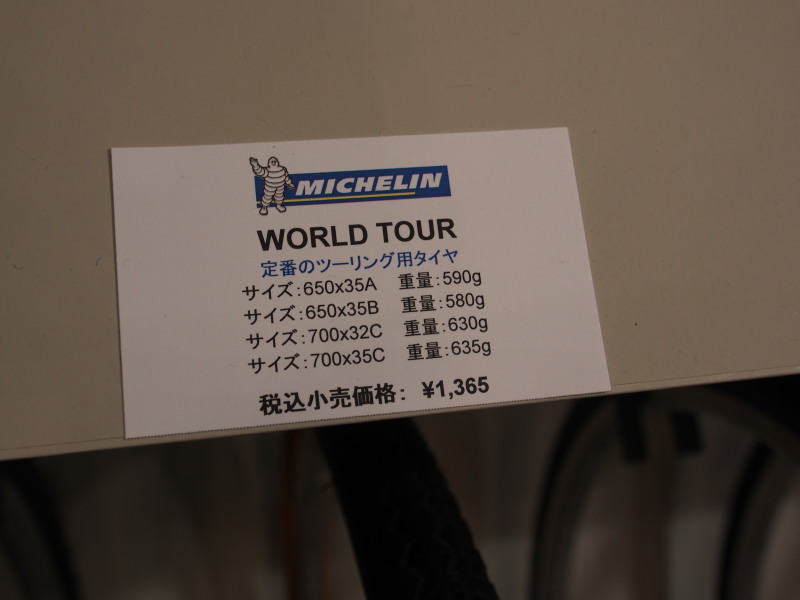 MICHELIN
WORLD TOUR
定番のツーリング用タイヤ
サイズ:650x35A 重量:590g
サイズ:650x35B 重量:580g
サイズ:700x32C 重量:630g
サイズ:700x35C 重量:635g
税込小売価格: ¥1,365